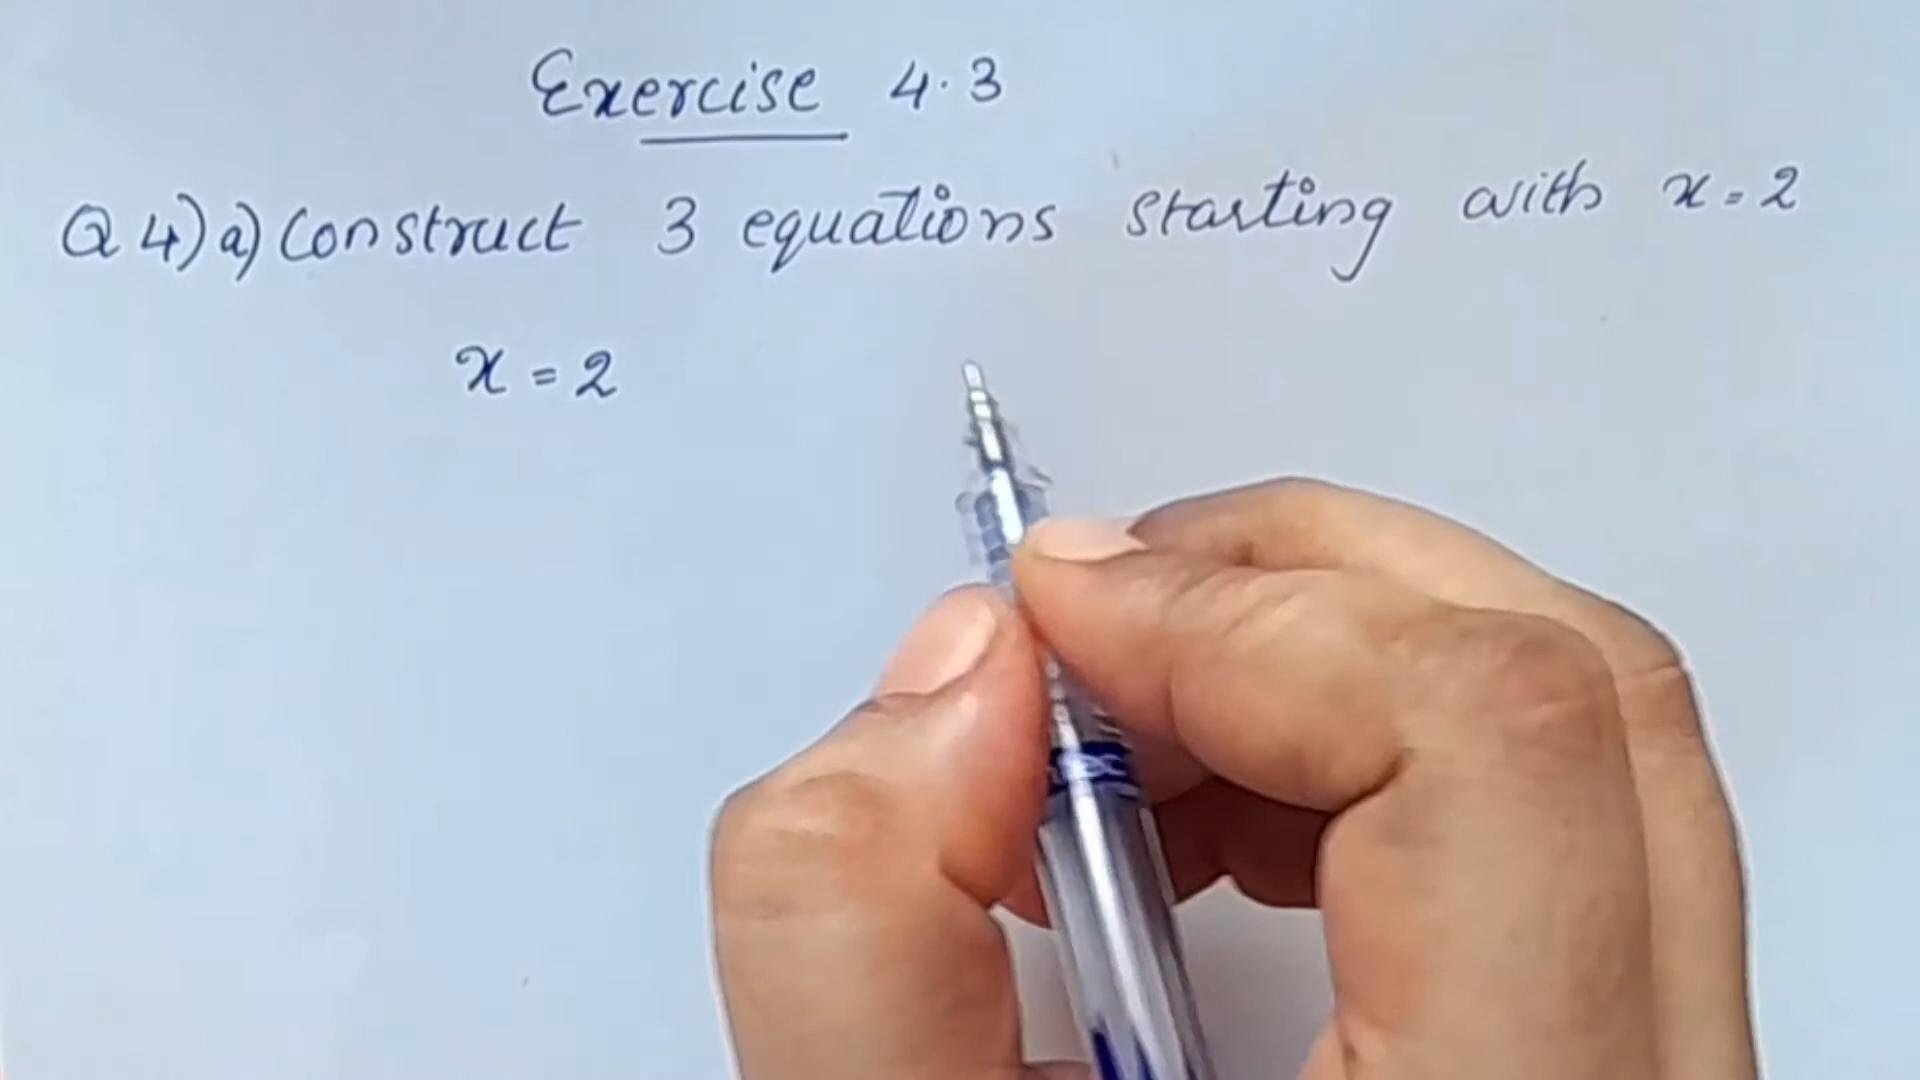 Exercise 4.3
Q 4) a) Construct 3 equations starting with x = 2
x = 2